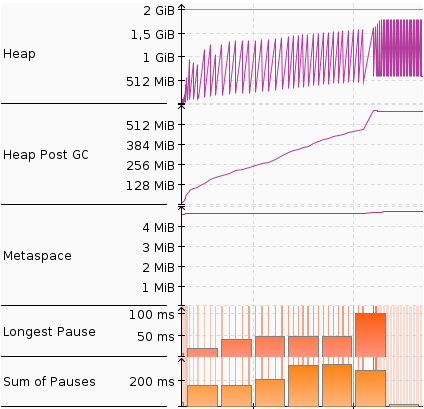 2 GiB
Heap
1,5 GiB
1 GiB
512 MiB
512 MiB
Heap Post GC
384 MiB
256 MiB
128 MiB
Metaspace
4 MiB
3 MiB
2 MiB
1 MiB
Longest Pause
100 ms
50 ms
Sum of Pauses
200 ms